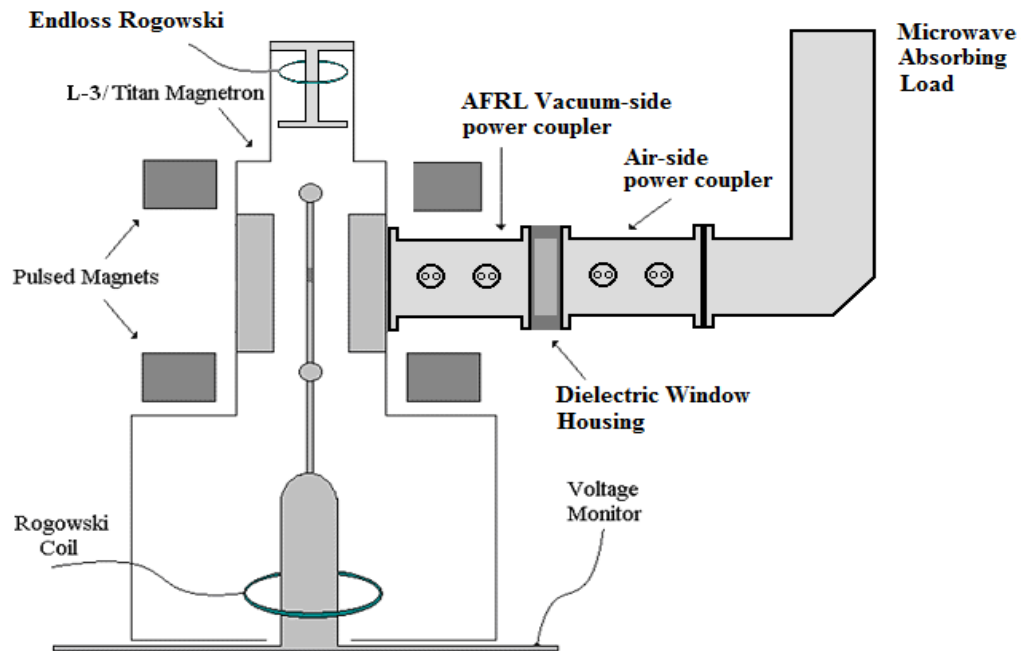 Endloss Rogowski
L-3/Titan Magnetron
Microwave
Absorbing
Load
AFRL Vacuum-side
power coupler
Air-side
power coupler
Pulsed Magnets
Dielectric Window
Housing
Rogowski
Coil
Voltage
Monitor